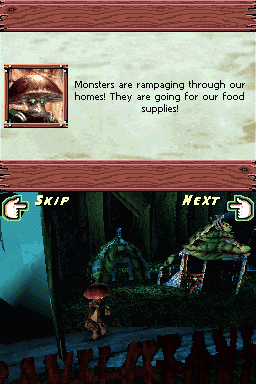 Monsters are rampaging through our
homes! They are going for our food
supplies!
SKIP NEXT